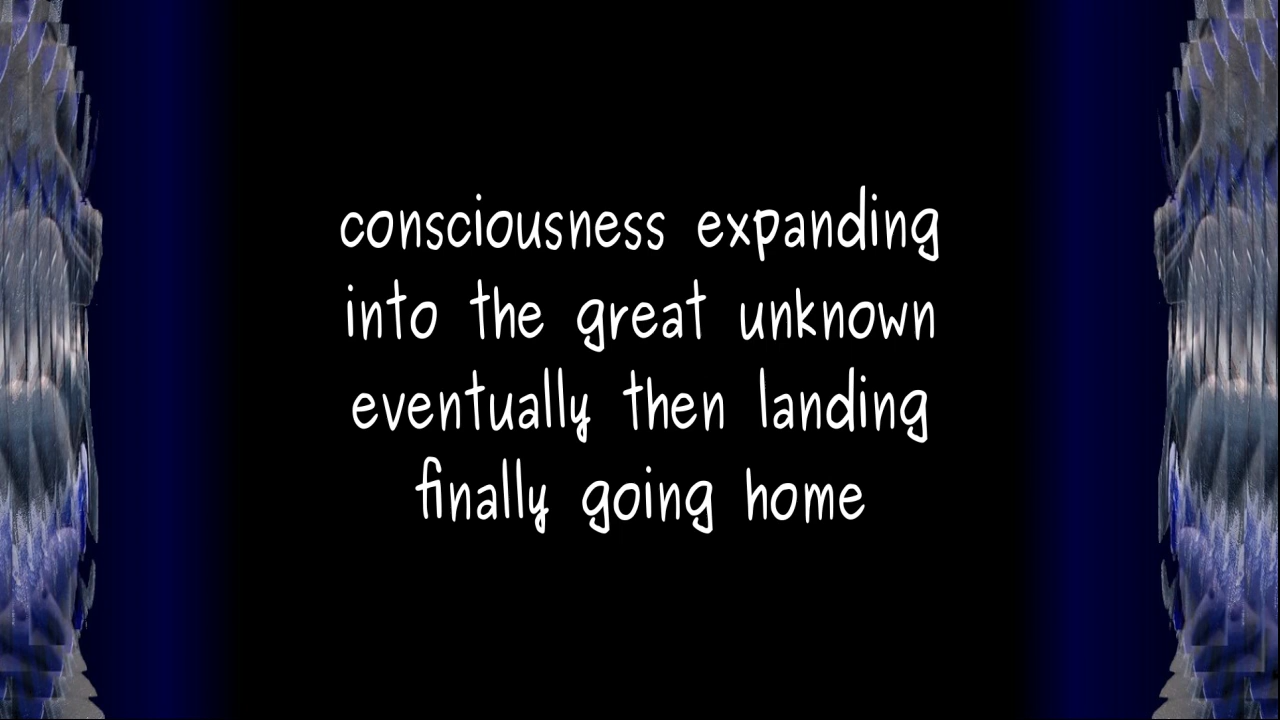 consciousness expanding
into the great unknown
eventually then landing
finally going home